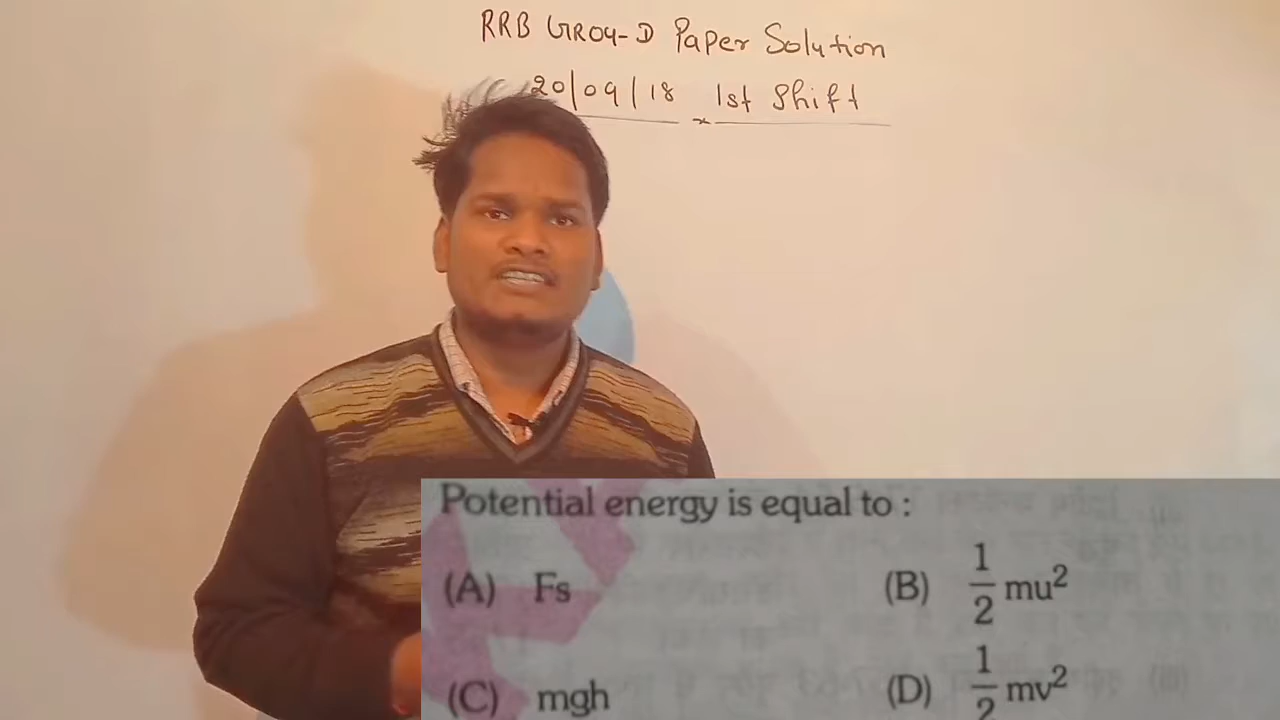 RRB GROU-D Paper Solution
20/09/18 1st Shift
Potential energy is equal to :
(A) Fs (B) 1/2 mu²
(C) mgh (D) 1/2 mv²